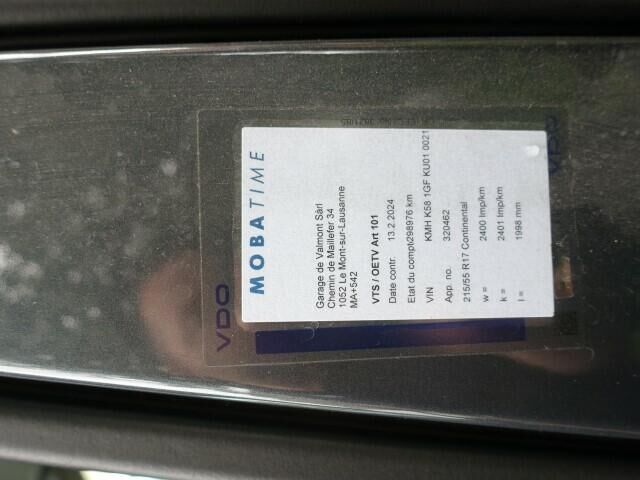 MOBATIME
Garage de Valmont Sàrl
Chemin de Maillefer 34
1052 Le Mont-sur-Lausanne
MA+542
VTS / OETV Art 101
Date contr. 13.2.2024
Etat du compt298976 km
VIN KMH K58 1GF KU01 0021
App. no. 320462
215/55 R17 Continental
w = 2400 Imp/km
k = 2401 Imp/km
l = 1998 mm
VDO
VDO